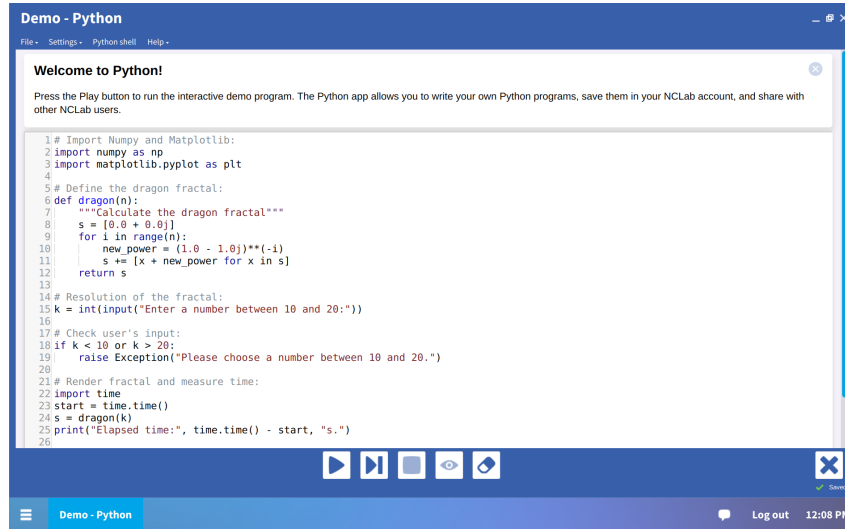 Demo - Python
File Settings Python shell Help
Welcome to Python!
Press the Play button to run the interactive demo program. The Python app allows you to write your own Python programs, save them in your NCLab account, and share with
other NCLab users.
1 # Import Numpy and Matplotlib:
2 import numpy as np
3 import matplotlib.pyplot as plt
4
5 # Define the dragon fractal:
6 def dragon(n):
7     """Calculate the dragon fractal"""
8     s = [0.0 + 0.0j]
9     for i in range(n):
10         new_power = (1.0 - 1.0j)**(-i)
11         s += [x + new_power for x in s]
12     return s
13
14 # Resolution of the fractal:
15 k = int(input("Enter a number between 10 and 20:"))
16
17 # Check user's input:
18 if k < 10 or k > 20:
19     raise Exception("Please choose a number between 10 and 20.")
20
21 # Render fractal and measure time:
22 import time
23 start = time.time()
24 s = dragon(k)
25 print("Elapsed time:", time.time() - start, "s.")
26
Saved
Demo - Python Log out 12:08 PM